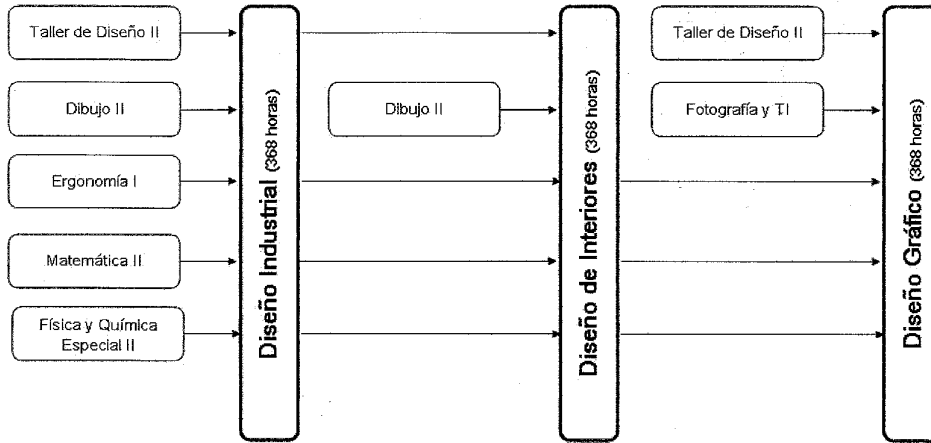 Taller de Diseño II
Dibujo II
Ergonomía I
Matemática II
Física y Química
Especial II
Diseño Industrial (368 horas)
Dibujo II
Diseño de Interiores (368 horas)
Taller de Diseño II
Fotografía y TI
Diseño Gráfico (368 horas)